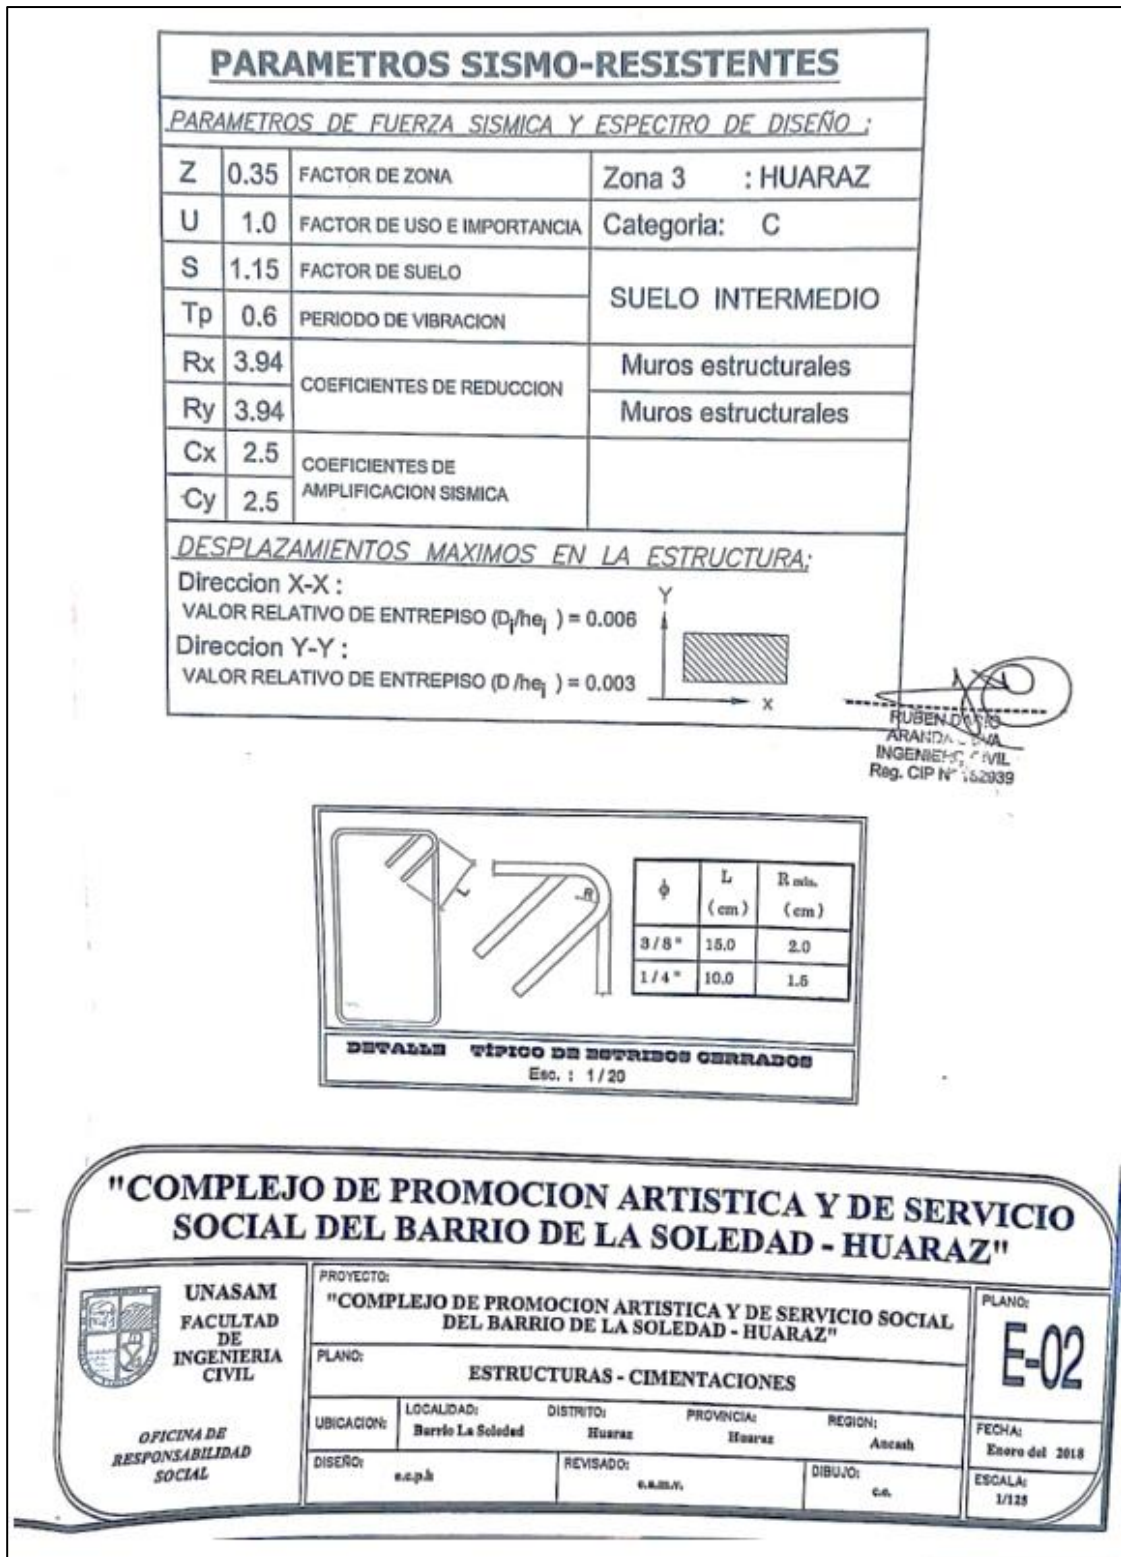 PARAMETROS SISMO-RESISTENTES
PARAMETROS DE FUERZA SISMICA Y ESPECTRO DE DISEÑO :
Z 0.35 FACTOR DE ZONA Zona 3 : HUARAZ
U 1.0 FACTOR DE USO E IMPORTANCIA Categoria: C
S 1.15 FACTOR DE SUELO
SUELO INTERMEDIO
Tp 0.6 PERIODO DE VIBRACION
Rx 3.94 Muros estructurales
COEFICIENTES DE REDUCCION
Ry 3.94 Muros estructurales
Cx 2.5 COEFICIENTES DE
Cy 2.5 AMPLIFICACION SISMICA
DESPLAZAMIENTOS MAXIMOS EN LA ESTRUCTURA:
Direccion X-X :
VALOR RELATIVO DE ENTREPISO (Di/hei ) = 0.006
Direccion Y-Y :
VALOR RELATIVO DE ENTREPISO (D /hei ) = 0.003
Y
X
RUBEN
ARANDA
INGENIERO CIVIL
Reg. CIP N°
L
R
ϕ L R min.
(cm) (cm)
3/8" 15.0 2.0
1/4" 10.0 1.5
DETALLE TÍPICO DE ESTRIBOS CERRADOS
Esc. : 1/20
"COMPLEJO DE PROMOCION ARTISTICA Y DE SERVICIO
SOCIAL DEL BARRIO DE LA SOLEDAD - HUARAZ"
UNASAM
FACULTAD
DE
INGENIERIA
CIVIL
OFICINA DE
RESPONSABILIDAD
SOCIAL
PROYECTO:
"COMPLEJO DE PROMOCION ARTISTICA Y DE SERVICIO SOCIAL
DEL BARRIO DE LA SOLEDAD - HUARAZ"
PLANO:
ESTRUCTURAS - CIMENTACIONES
UBICACION:
LOCALIDAD: DISTRITO: PROVINCIA: REGION:
Barrio La Soledad Huaraz Huaraz Ancash
DISEÑO: REVISADO: DIBUJO:
e.c.p.h c.a.m.v. c.c.
PLANO:
E-02
FECHA:
Enero del 2018
ESCALA:
1/125